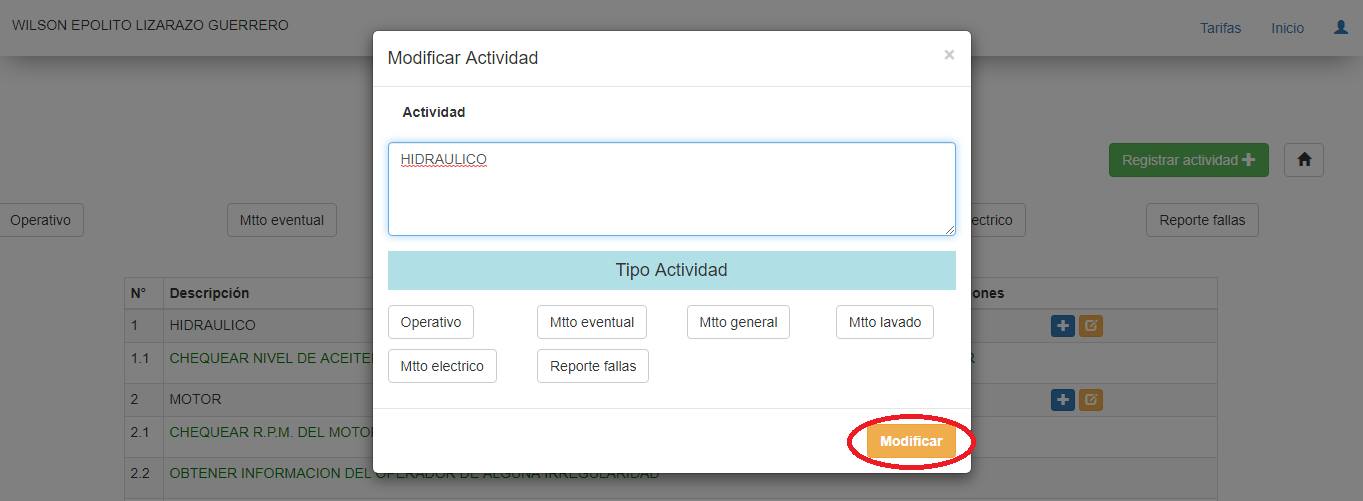 WILSON EPOLITO LIZARAZO GUERRERO
Tarifas Inicio
Modificar Actividad ×
Actividad
HIDRAULICO
Registrar actividad
Operativo Mtto eventual ectrico Reporte fallas
Tipo Actividad
Operativo Mtto eventual Mtto general Mtto lavado
Mtto electrico Reporte fallas
Modificar
N° Descripción ones
1 HIDRAULICO
1.1 CHEQUEAR NIVEL DE ACEITE R
2 MOTOR
2.1 CHEQUEAR R.P.M. DEL MOTO
2.2 OBTENER INFORMACION DEL OPERADOR DE ALGUNA IRREGULARIDAD